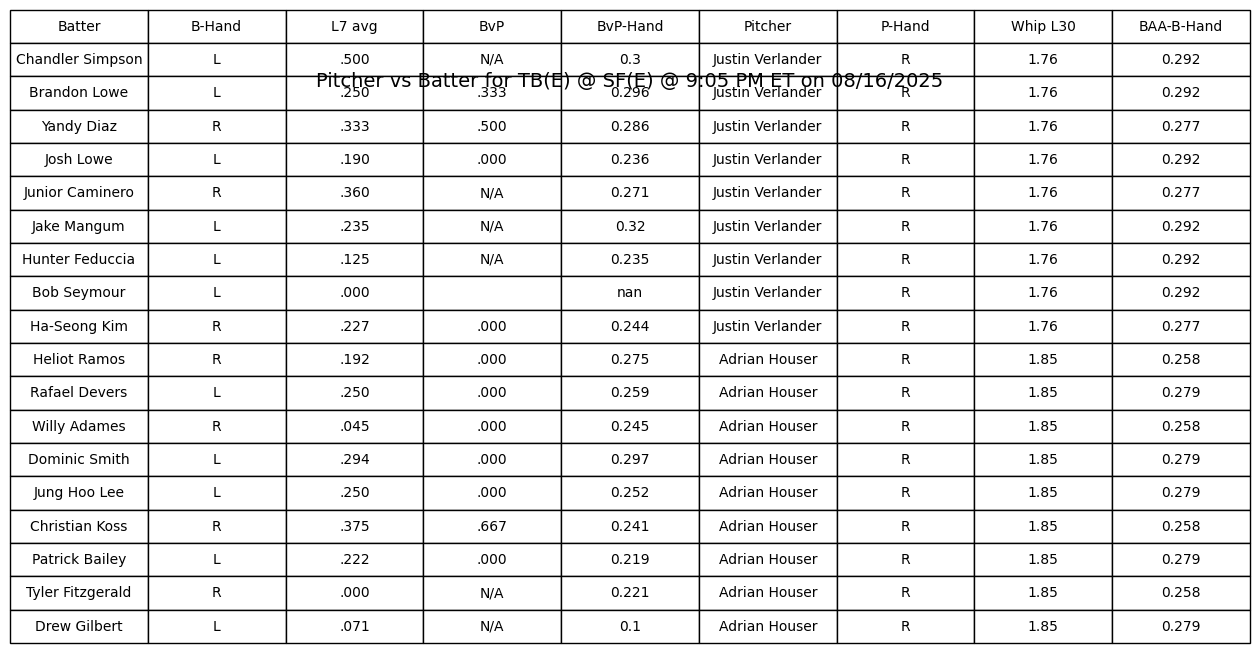 Batter B-Hand L7 avg BvP BvP-Hand Pitcher P-Hand Whip L30 BAA-B-Hand
Chandler Simpson L .500 N/A 0.3 Justin Verlander R 1.76 0.292
Pitcher vs Batter for TB(E) @ SF(E) @ 9:05 PM ET on 08/16/2025
Brandon Lowe L .250 .333 0.296 Justin Verlander R 1.76 0.292
Yandy Diaz R .333 .500 0.286 Justin Verlander R 1.76 0.277
Josh Lowe L .190 .000 0.236 Justin Verlander R 1.76 0.292
Junior Caminero R .360 N/A 0.271 Justin Verlander R 1.76 0.277
Jake Mangum L .235 N/A 0.32 Justin Verlander R 1.76 0.292
Hunter Feduccia L .125 N/A 0.235 Justin Verlander R 1.76 0.292
Bob Seymour L .000 nan Justin Verlander R 1.76 0.292
Ha-Seong Kim R .227 .000 0.244 Justin Verlander R 1.76 0.277
Heliot Ramos R .192 .000 0.275 Adrian Houser R 1.85 0.258
Rafael Devers L .250 .000 0.259 Adrian Houser R 1.85 0.279
Willy Adames R .045 .000 0.245 Adrian Houser R 1.85 0.258
Dominic Smith L .294 .000 0.297 Adrian Houser R 1.85 0.279
Jung Hoo Lee L .250 .000 0.252 Adrian Houser R 1.85 0.279
Christian Koss R .375 .667 0.241 Adrian Houser R 1.85 0.258
Patrick Bailey L .222 .000 0.219 Adrian Houser R 1.85 0.279
Tyler Fitzgerald R .000 N/A 0.221 Adrian Houser R 1.85 0.258
Drew Gilbert L .071 N/A 0.1 Adrian Houser R 1.85 0.279